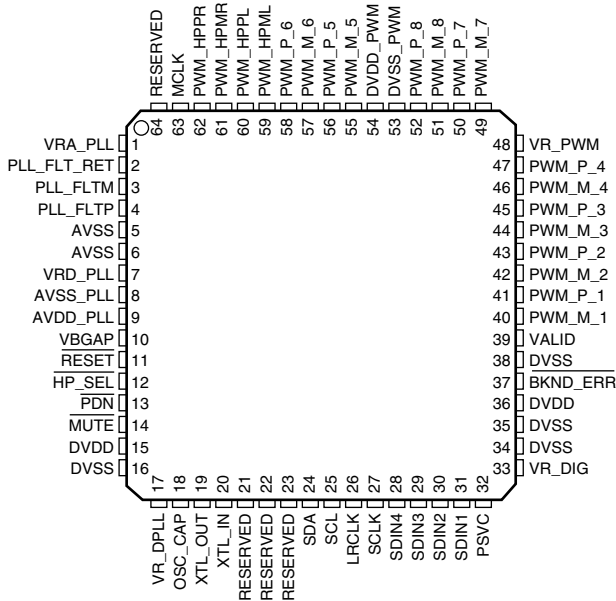 RESERVED
MCLK
PWM_HPPR
PWM_HPMR
PWM_HPPL
PWM_HPML
PWM_P_6
PWM_M_6
PWM_P_5
PWM_M_5
DVDD_PWM
DVSS_PWM
PWM_P_8
PWM_M_8
PWM_P_7
PWM_M_7
64 63 62 61 60 59 58 57 56 55 54 53 52 51 50 49
VRA_PLL 1
PLL_FLT_RET 2
PLL_FLTM 3
PLL_FLTP 4
AVSS 5
AVSS 6
VRD_PLL 7
AVSS_PLL 8
AVDD_PLL 9
VBGAP 10
RESET 11
HP_SEL 12
PDN 13
MUTE 14
DVDD 15
DVSS 16
48 VR_PWM
47 PWM_P_4
46 PWM_M_4
45 PWM_P_3
44 PWM_M_3
43 PWM_P_2
42 PWM_M_2
41 PWM_P_1
40 PWM_M_1
39 VALID
38 DVSS
37 BKND_ERR
36 DVDD
35 DVSS
34 DVSS
33 VR_DIG
17 18 19 20 21 22 23 24 25 26 27 28 29 30 31 32
VR_DPLL
OSC_CAP
XTL_OUT
XTL_IN
RESERVED
RESERVED
RESERVED
SDA
SCL
LRCLK
SCLK
SDIN4
SDIN3
SDIN2
SDIN1
PSVC